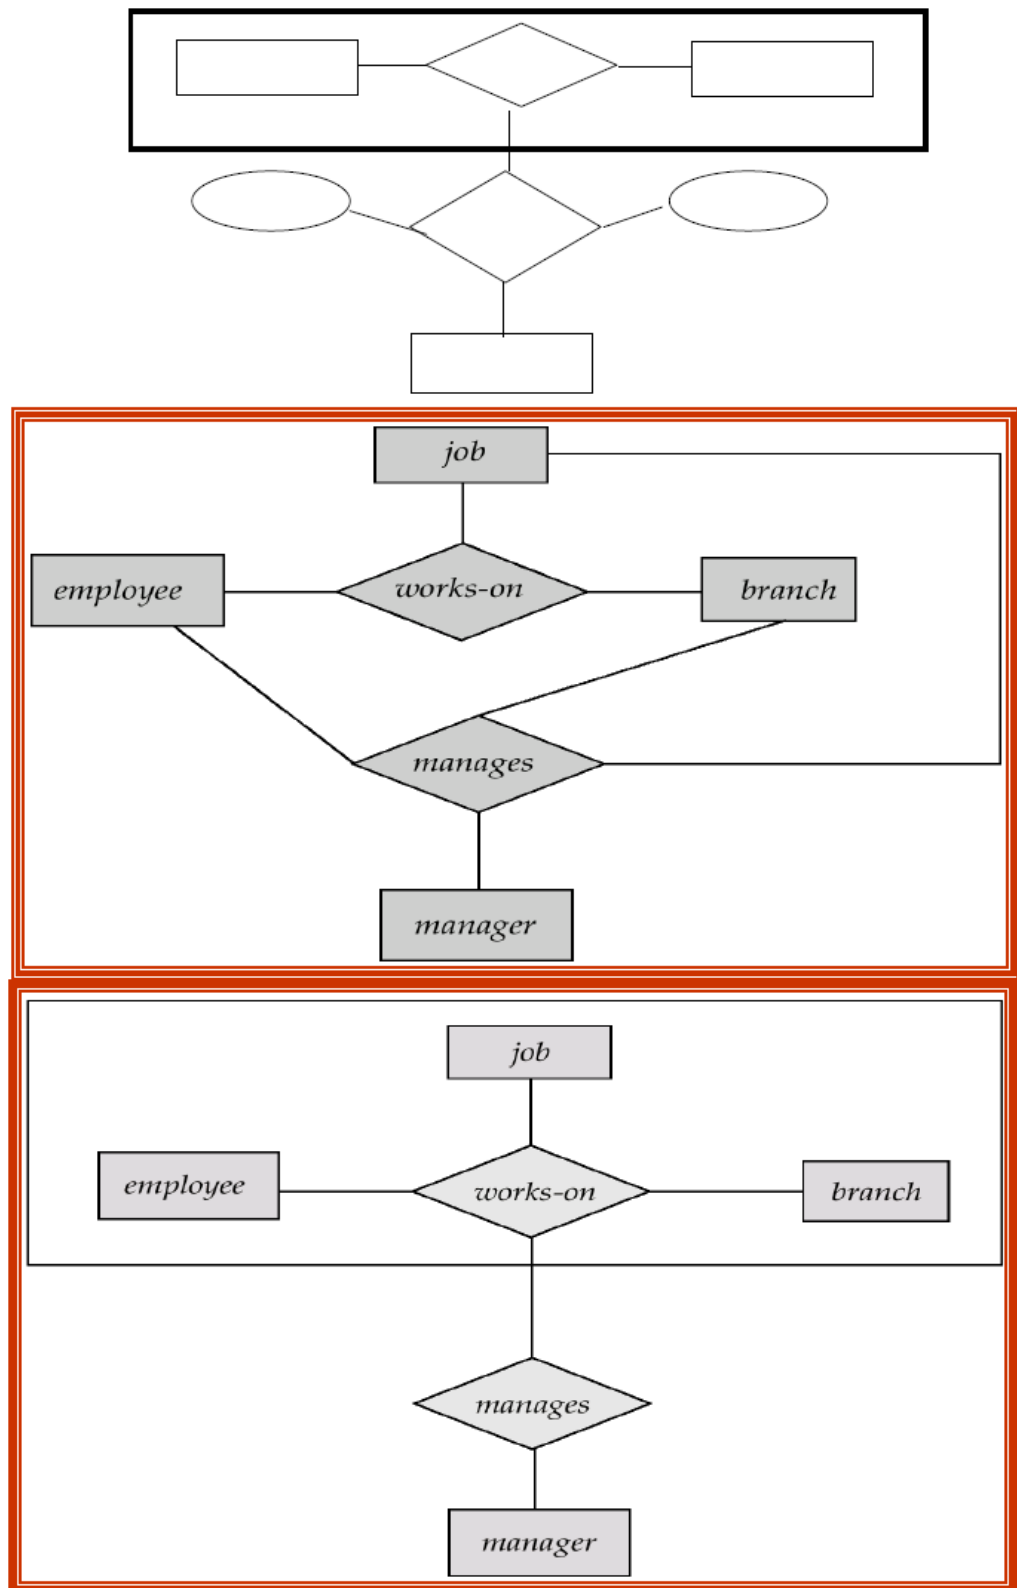 job
employee
works-on
branch
manages
manager
job
employee
works-on
branch
manages
manager